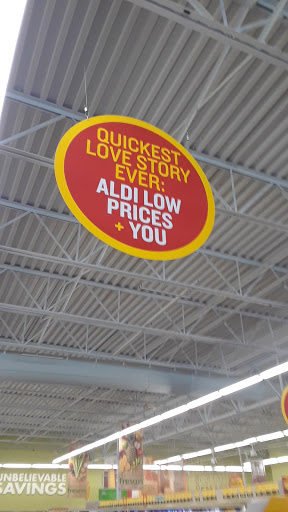 QUICKEST
LOVE STORY
EVER:
ALDI LOW
PRICES
+ YOU
UNBELIEVABLE
SAVINGS